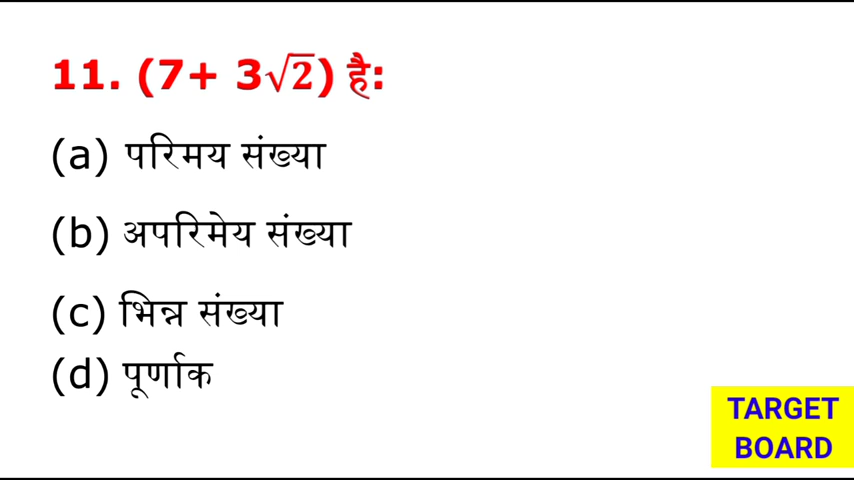 11. (7+ 3√2) है:
(a) परिमय संख्या
(b) अपरिमेय संख्या
(c) भिन्न संख्या
(d) पूर्णाक
TARGET
BOARD